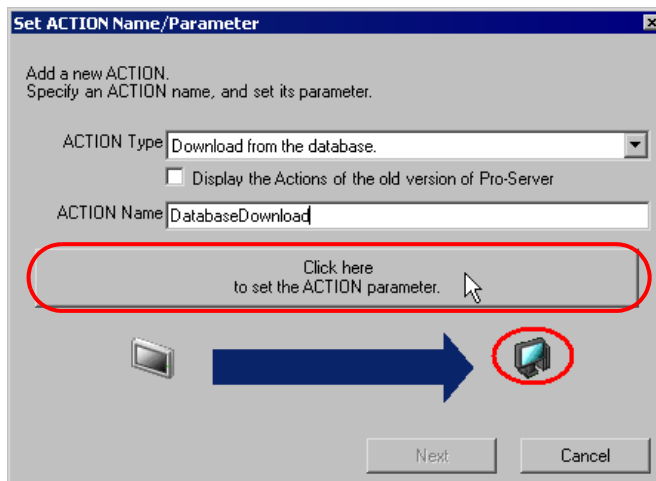 Set ACTION Name/Parameter
Add a new ACTION.
Specify an ACTION name, and set its parameter.
ACTION Type Download from the database.
Display the Actions of the old version of Pro-Server
ACTION Name DatabaseDownload
Click here
to set the ACTION parameter.
Next Cancel